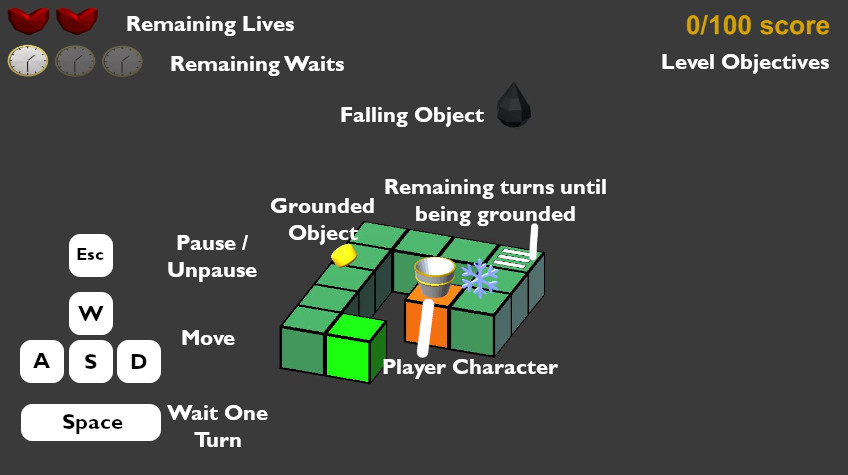 Remaining Lives
0/100 score
Remaining Waits
Level Objectives
Falling Object
Remaining turns until
being grounded
Grounded
Object
Esc
Pause /
Unpause
W
A
S
D
Move
Player Character
Space
Wait One
Turn